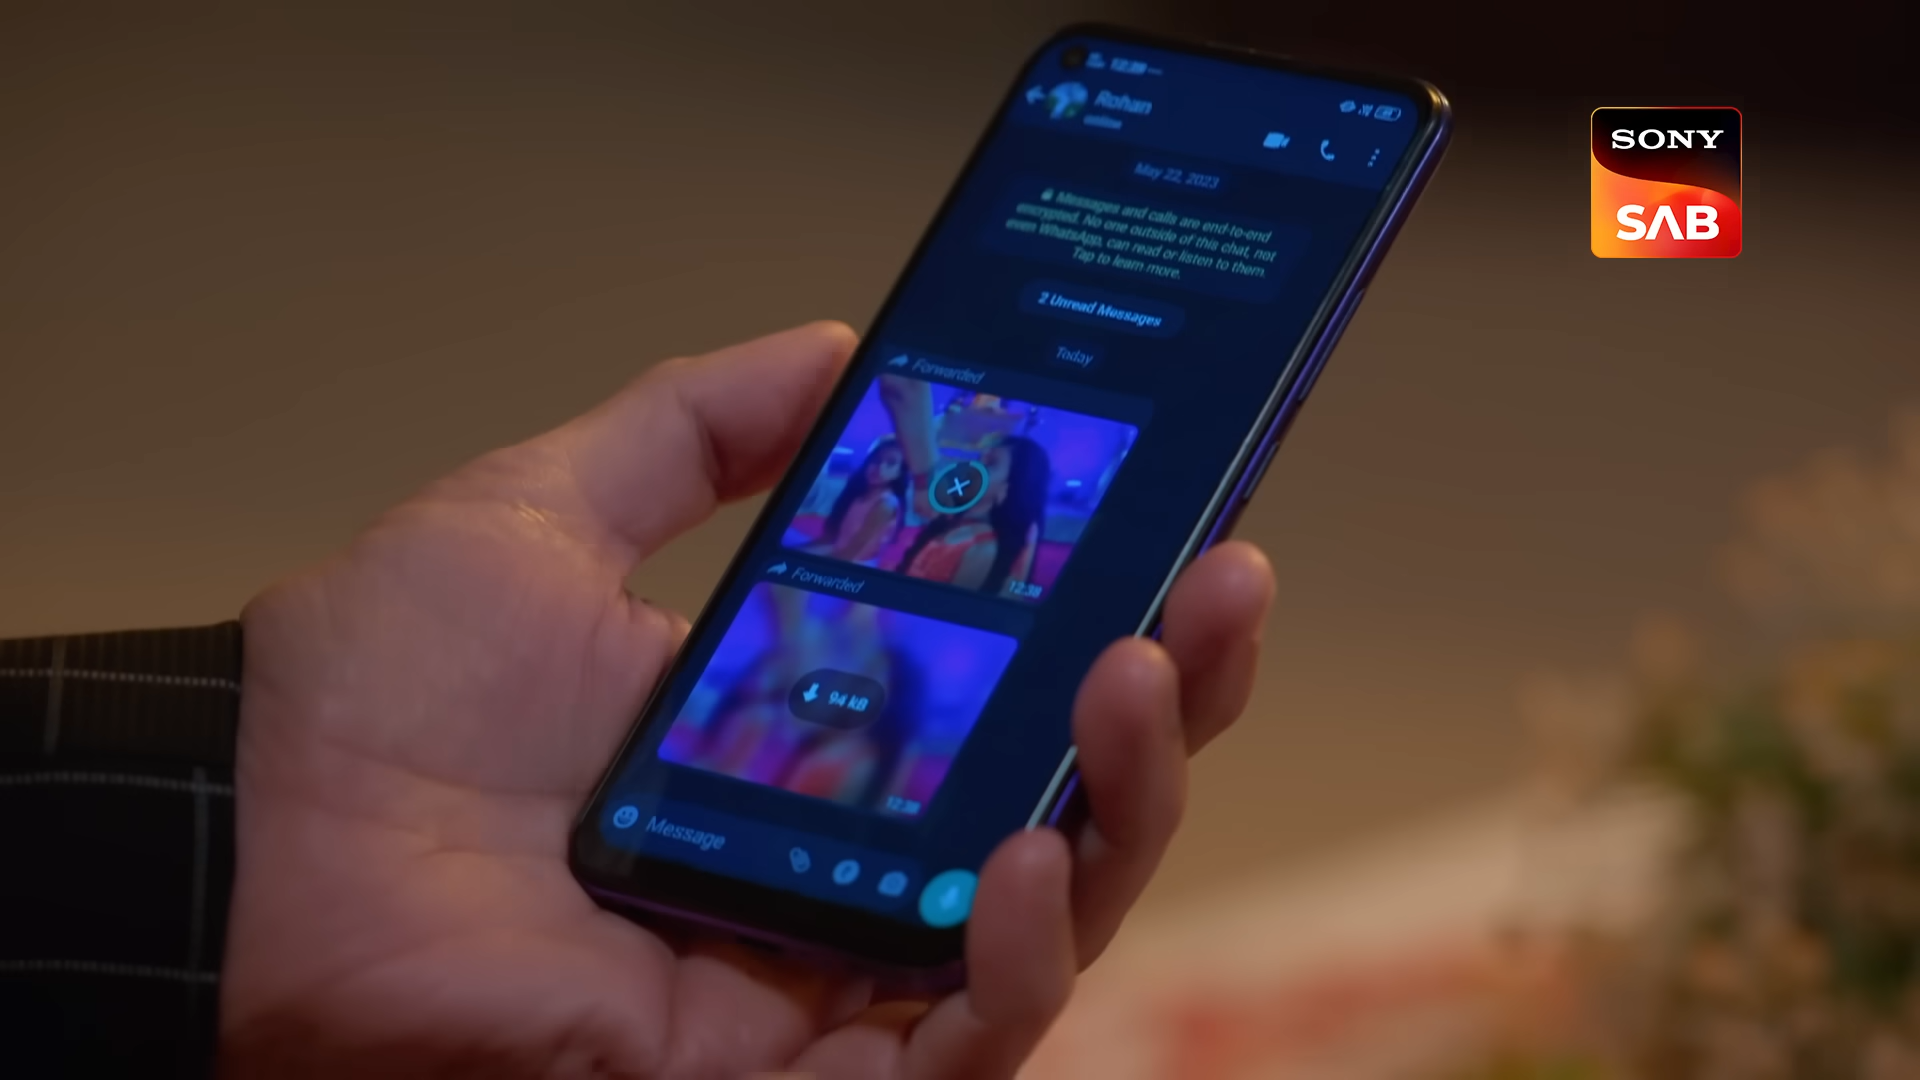 12:39
Rohan
online
SONY
SAB
May 22, 2023
Messages and calls are end-to-end
encrypted. No one outside of this chat, not
even WhatsApp, can read or listen to them.
Tap to learn more.
2 Unread Messages
Today
Forwarded
12:38
Forwarded
94 kB
12:38
Message